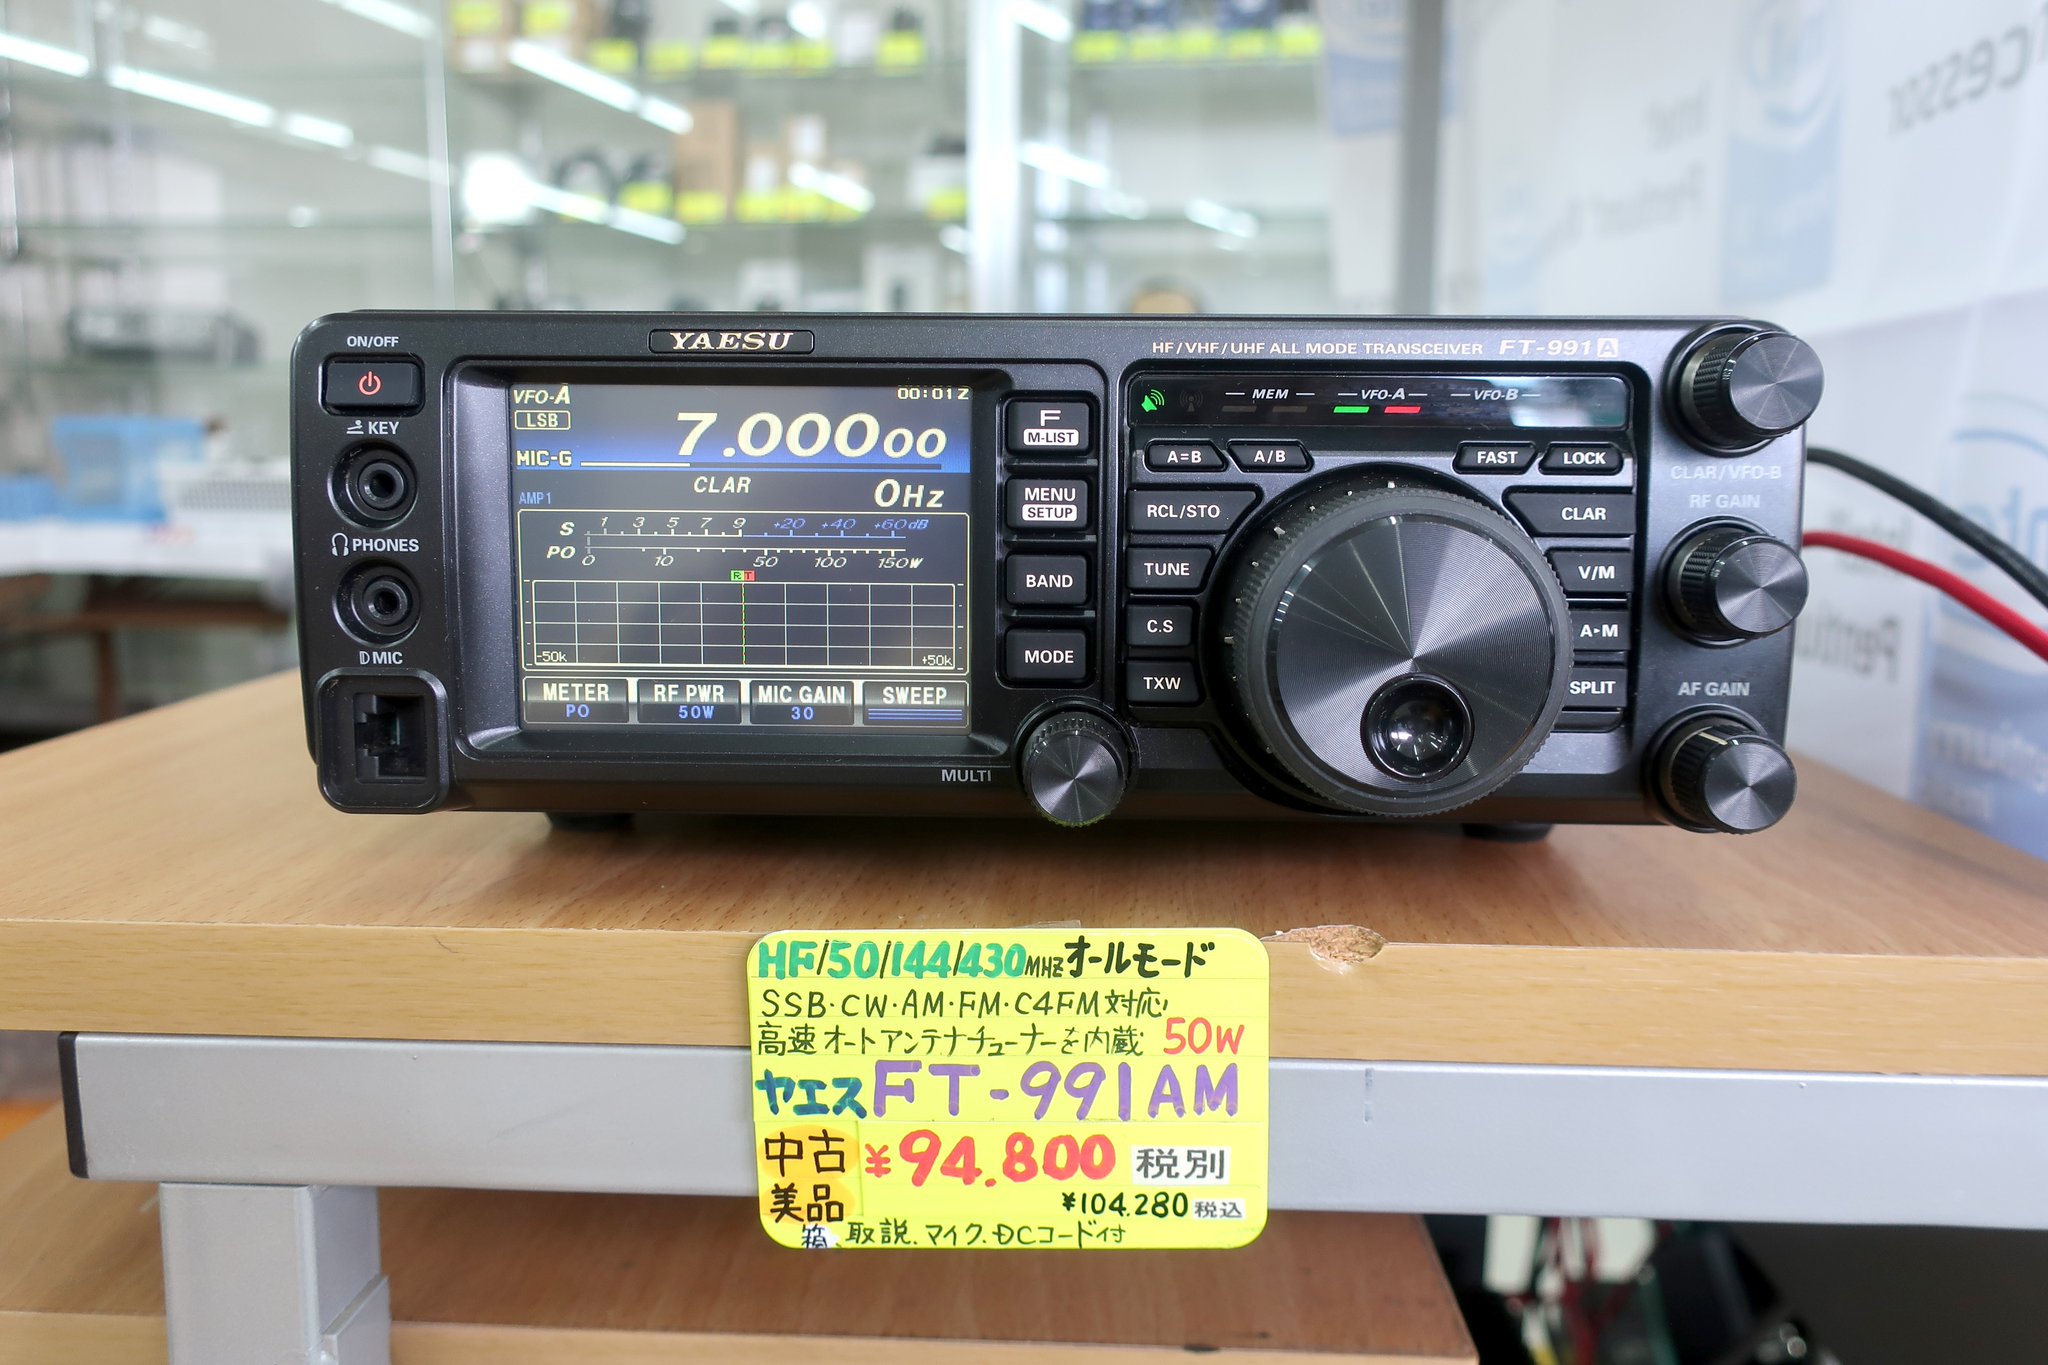 YAESU
HF/VHF/UHF ALL MODE TRANSCEIVER FT-991A
ON/OFF
KEY
PHONES
MIC
VFO-A
00:01Z
LSB
7.00000
MIC-G
CLAR
0Hz
AMP1
S 1 3 5 7 9 +20 +40 +60dB
PO 0 10 50 100 150W
R T
-50k
+50k
METER RF PWR MIC GAIN SWEEP
PO 50W 30
MULTI
F
M-LIST
MENU
SETUP
BAND
MODE
MEM VFO-A VFO-B
A=B A/B FAST LOCK
RCL/STO
TUNE
C.S
TXW
CLAR
V/M
A▸M
SPLIT
CLAR/VFO-B
RF GAIN
AF GAIN
HF/50/144/430MHZオールモード
SSB・CW・AM・FM・C4FM対応
高速オートアンテナチューナーを内蔵 50W
ヤエス FT-991AM
中古
美品
¥94.800 税別
¥104.280 税込
箱、取説、マイク、DCコード付